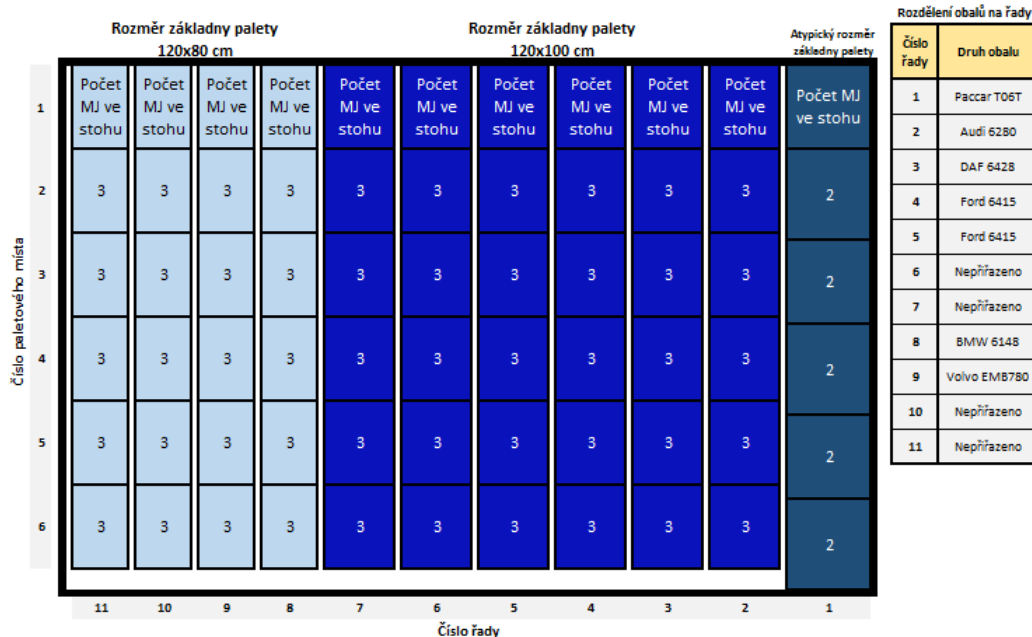 Rozdělení obalů na řady
Rozměr základny palety
120x80 cm
Rozměr základny palety
120x100 cm
Atypický rozměr
základny palety
Číslo
řady
Druh obalu
1
Počet
MJ ve
stohu
Počet
MJ ve
stohu
Počet
MJ ve
stohu
Počet
MJ ve
stohu
Počet
MJ ve
stohu
Počet
MJ ve
stohu
Počet
MJ ve
stohu
Počet
MJ ve
stohu
Počet
MJ ve
stohu
Počet
MJ ve
stohu
Počet MJ
ve stohu
2 3 3 3 3 3 3 3 3 3 3 2
3 3 3 3 3 3 3 3 3 3 3 2
4 3 3 3 3 3 3 3 3 3 3 2
5 3 3 3 3 3 3 3 3 3 3 2
6 3 3 3 3 3 3 3 3 3 3 2
Číslo paletového místa
11 10 9 8 7 6 5 4 3 2 1
Číslo řady
1 Paccar T06T
2 Audi 6280
3 DAF 6428
4 Ford 6415
5 Ford 6415
6 Nepřiřazeno
7 Nepřiřazeno
8 BMW 6148
9 Volvo EMB780
10 Nepřiřazeno
11 Nepřiřazeno